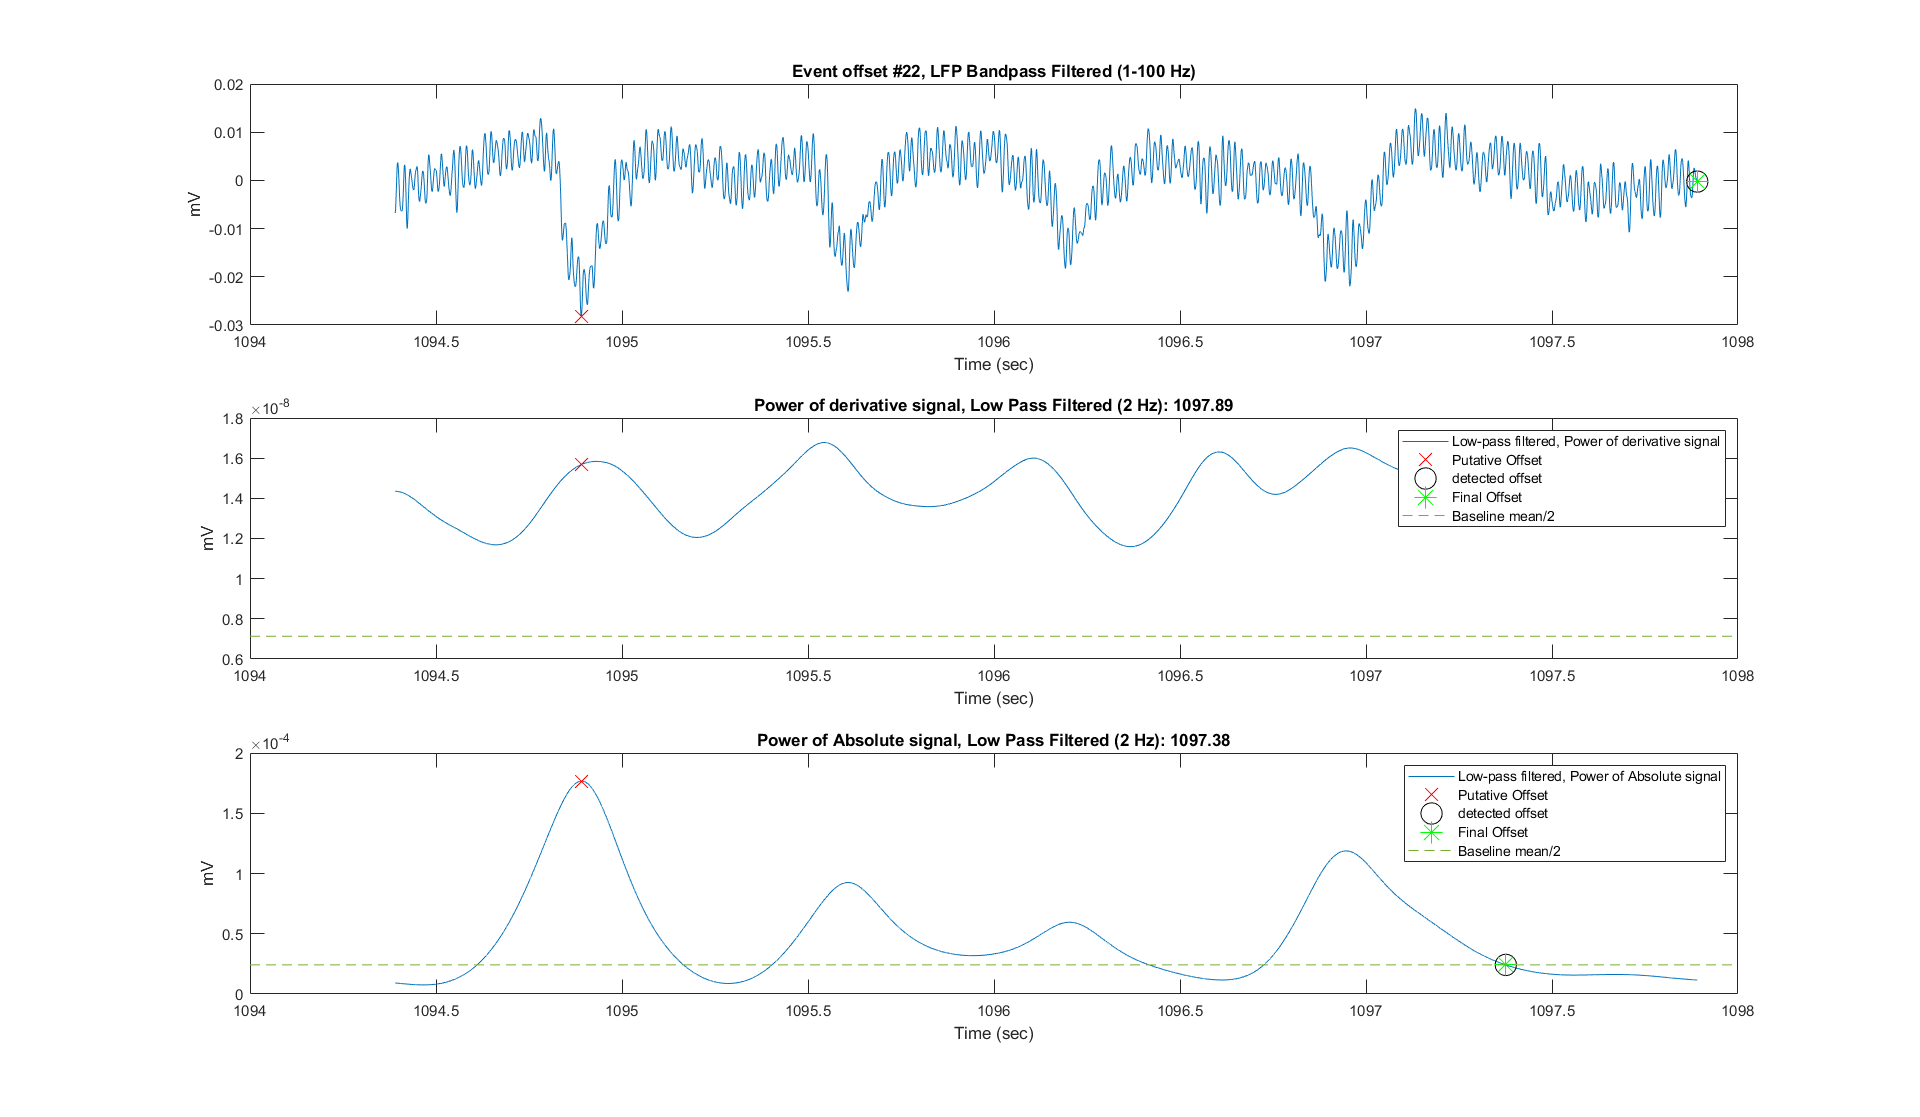 Event offset #22, LFP Bandpass Filtered (1-100 Hz)
0.02
0.01
0
-0.01
-0.02
-0.03
mV
1094 1094.5 1095 1095.5 1096 1096.5 1097 1097.5 1098
Time (sec)
Power of derivative signal, Low Pass Filtered (2 Hz): 1097.89
×10-8
1.8
1.6
1.4
1.2
1
0.8
0.6
mV
Low-pass filtered, Power of derivative signal
Putative Offset
detected offset
Final Offset
Baseline mean/2
1094 1094.5 1095 1095.5 1096 1096.5 1097 1097.5 1098
Time (sec)
Power of Absolute signal, Low Pass Filtered (2 Hz): 1097.38
×10-4
2
1.5
1
0.5
0
mV
Low-pass filtered, Power of Absolute signal
Putative Offset
detected offset
Final Offset
Baseline mean/2
1094 1094.5 1095 1095.5 1096 1096.5 1097 1097.5 1098
Time (sec)